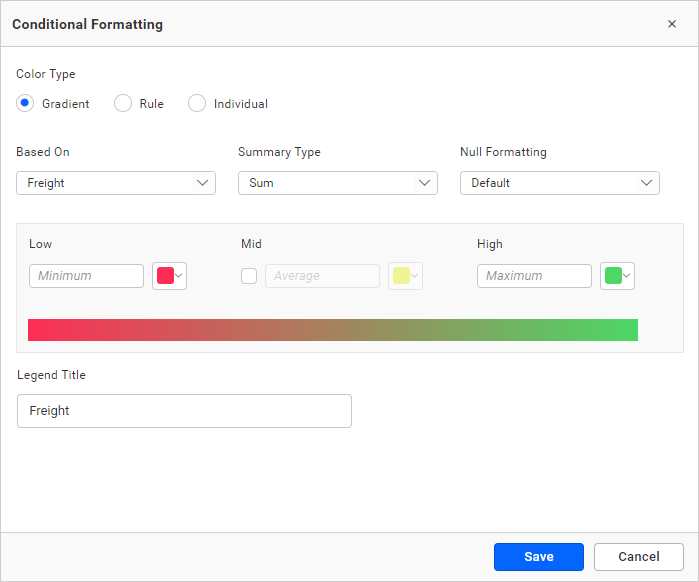 Conditional Formatting
Color Type
Gradient Rule Individual
Based On Summary Type Null Formatting
Freight Sum Default
Low Mid High
Minimum Average Maximum
Legend Title
Freight
Save Cancel